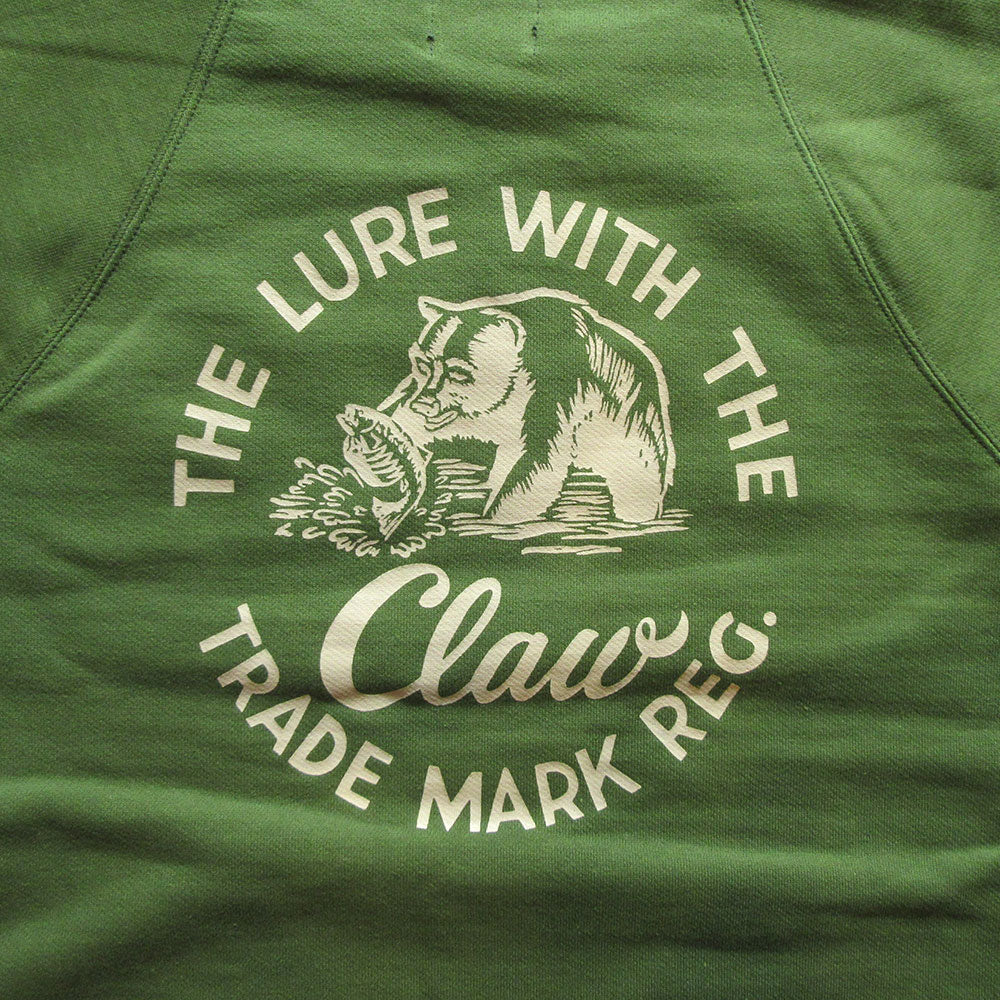 THE LURE WITH THE
Claw
TRADE MARK REG.